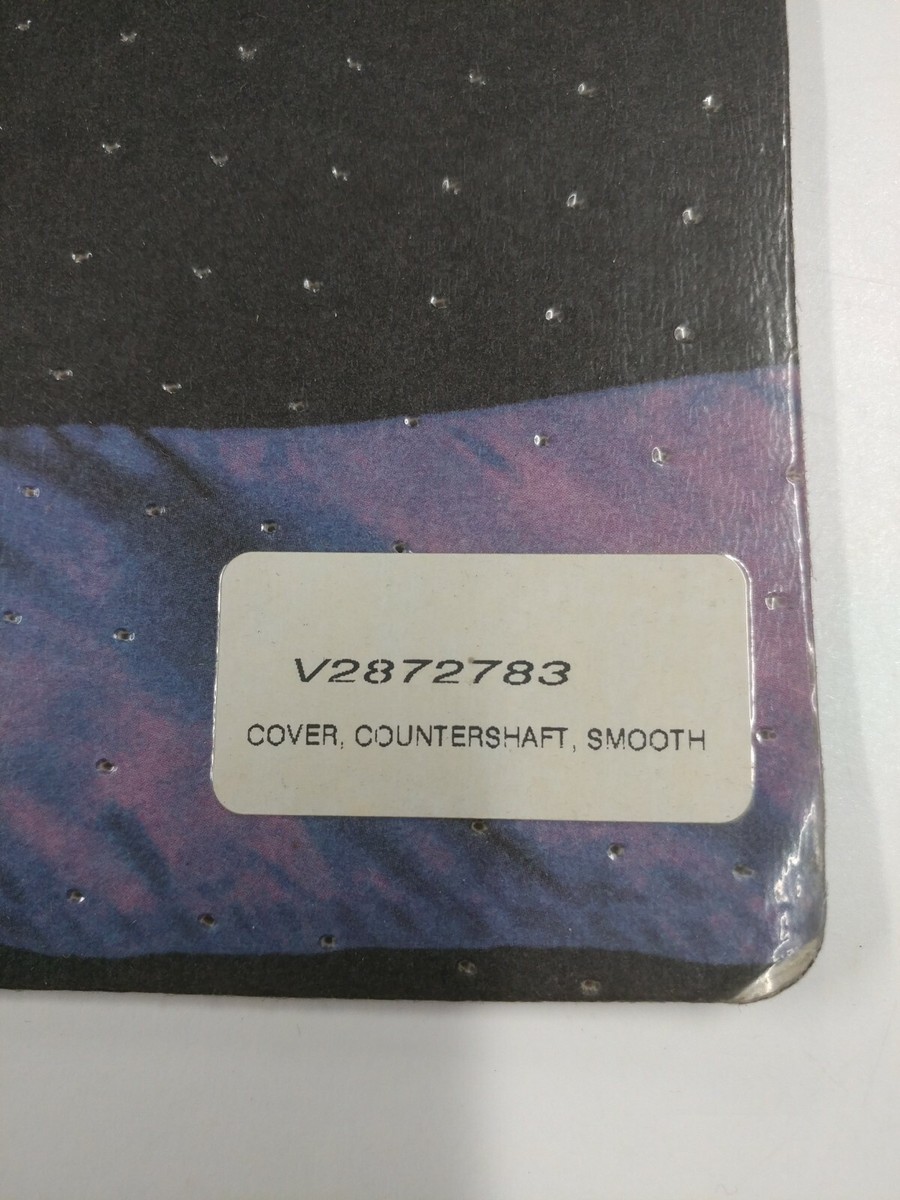 V2872783
COVER, COUNTERSHAFT, SMOOTH